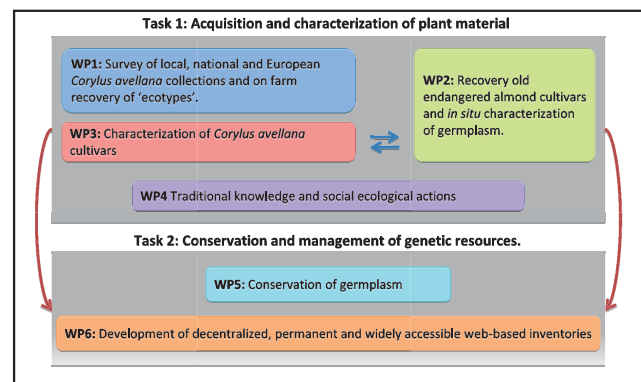 Task 1: Acquisition and characterization of plant material
WP1: Survey of local, national and European
Corylus avellana collections and on farm
recovery of ‘ecotypes’.
WP2: Recovery old
endangered almond cultivars
and in situ characterization
of germplasm.
WP3: Characterization of Corylus avellana
cultivars
WP4 Traditional knowledge and social ecological actions
Task 2: Conservation and management of genetic resources.
WP5: Conservation of germplasm
WP6: Development of decentralized, permanent and widely accessible web-based inventories